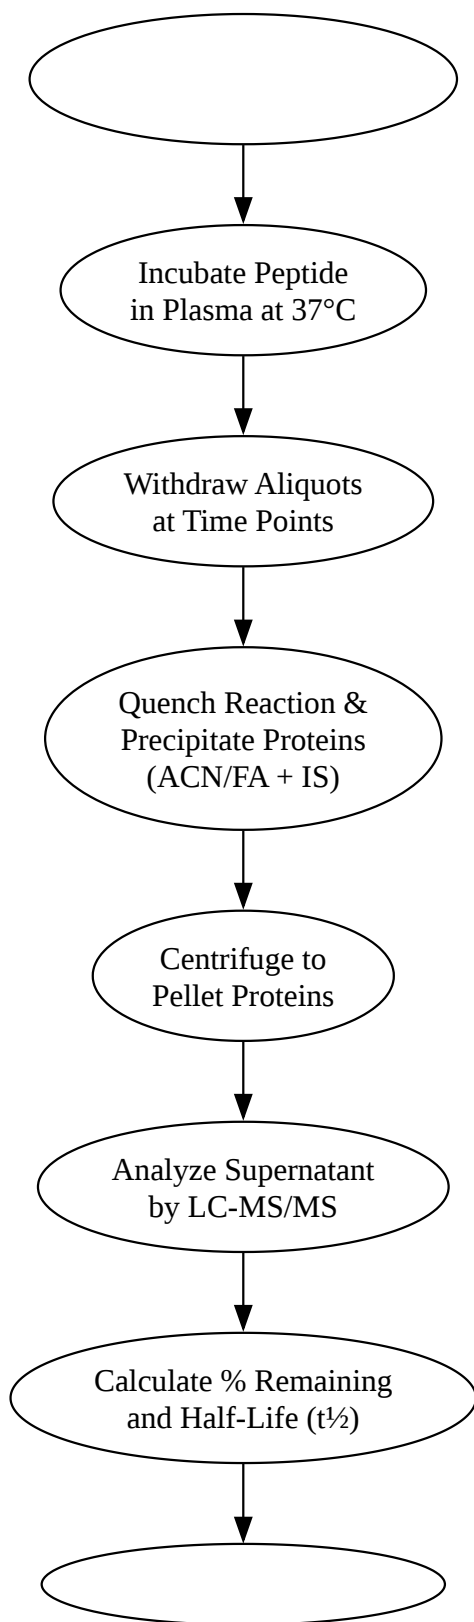 Incubate Peptide
in Plasma at 37°C
Withdraw Aliquots
at Time Points
Quench Reaction &
Precipitate Proteins
(ACN/FA + IS)
Centrifuge to
Pellet Proteins
Analyze Supernatant
by LC-MS/MS
Calculate % Remaining
and Half-Life (t½)